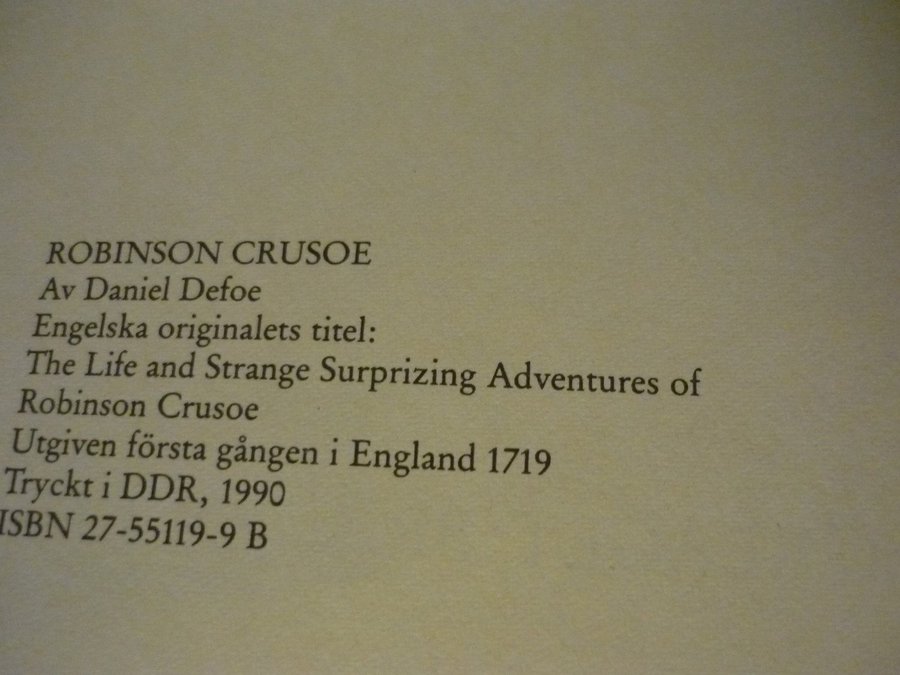 ROBINSON CRUSOE
Av Daniel Defoe
Engelska originalets titel:
The Life and Strange Surprizing Adventures of
Robinson Crusoe
Utgiven första gången i England 1719
Tryckt i DDR, 1990
ISBN 27-55119-9 B